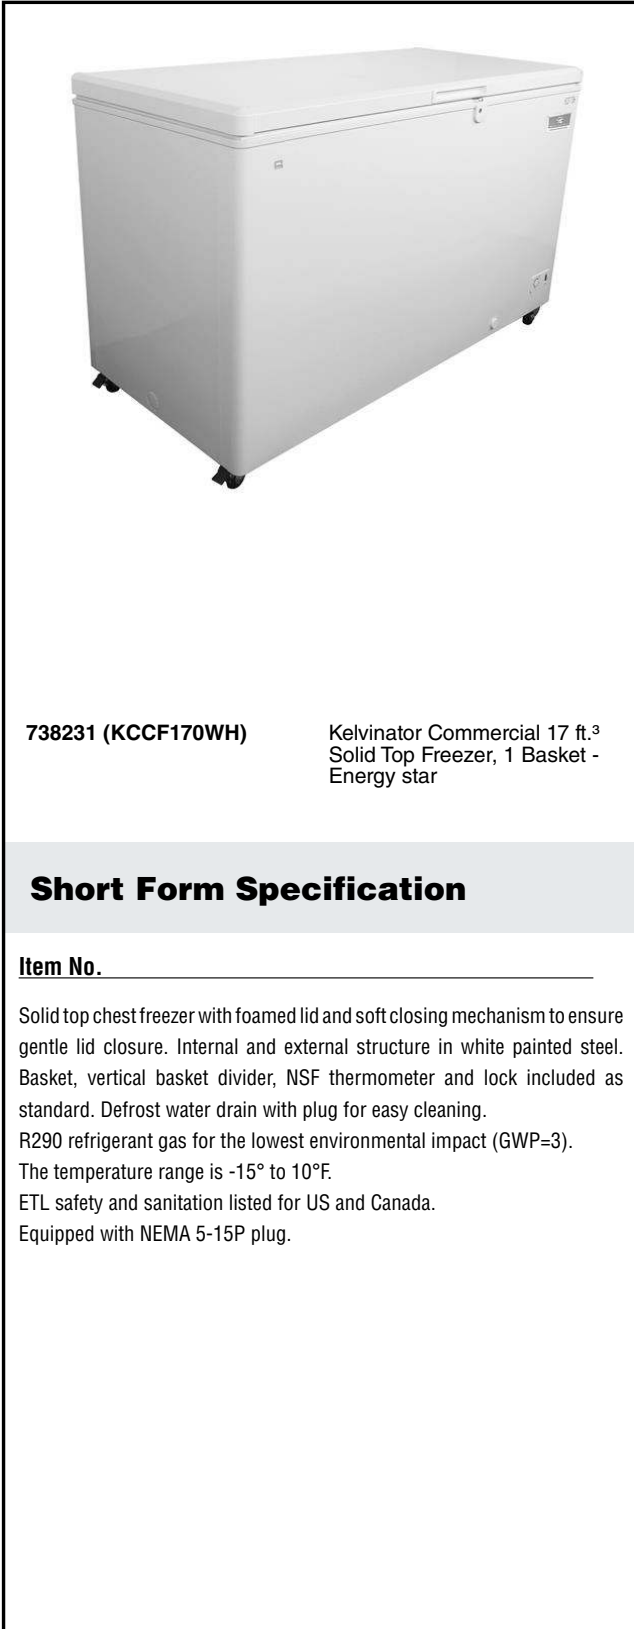 738231 (KCCF170WH)
Kelvinator Commercial 17 ft.³
Solid Top Freezer, 1 Basket -
Energy star
Short Form Specification
Item No.
Solid top chest freezer with foamed lid and soft closing mechanism to ensure
gentle lid closure. Internal and external structure in white painted steel.
Basket, vertical basket divider, NSF thermometer and lock included as
standard. Defrost water drain with plug for easy cleaning.
R290 refrigerant gas for the lowest environmental impact (GWP=3).
The temperature range is -15° to 10°F.
ETL safety and sanitation listed for US and Canada.
Equipped with NEMA 5-15P plug.